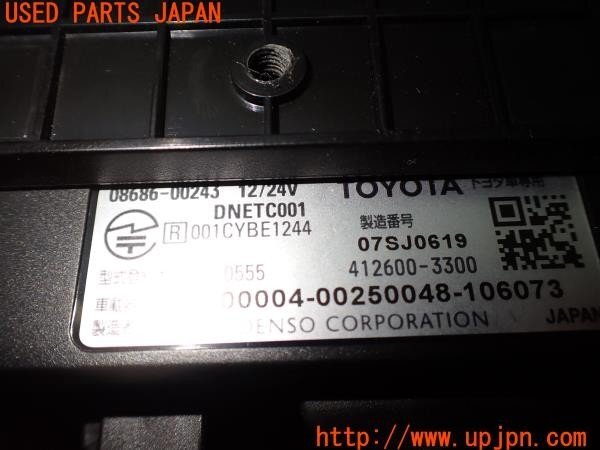 USED PARTS JAPAN
08686-00243 12/24V TOYOTA トヨタ車専用
DNETC001
R 001CYBE1244 製造番号
07SJ0619
0555 412600-3300
00004-00250048-106073
DENSO CORPORATION JAPAN
http://www.upjpn.com